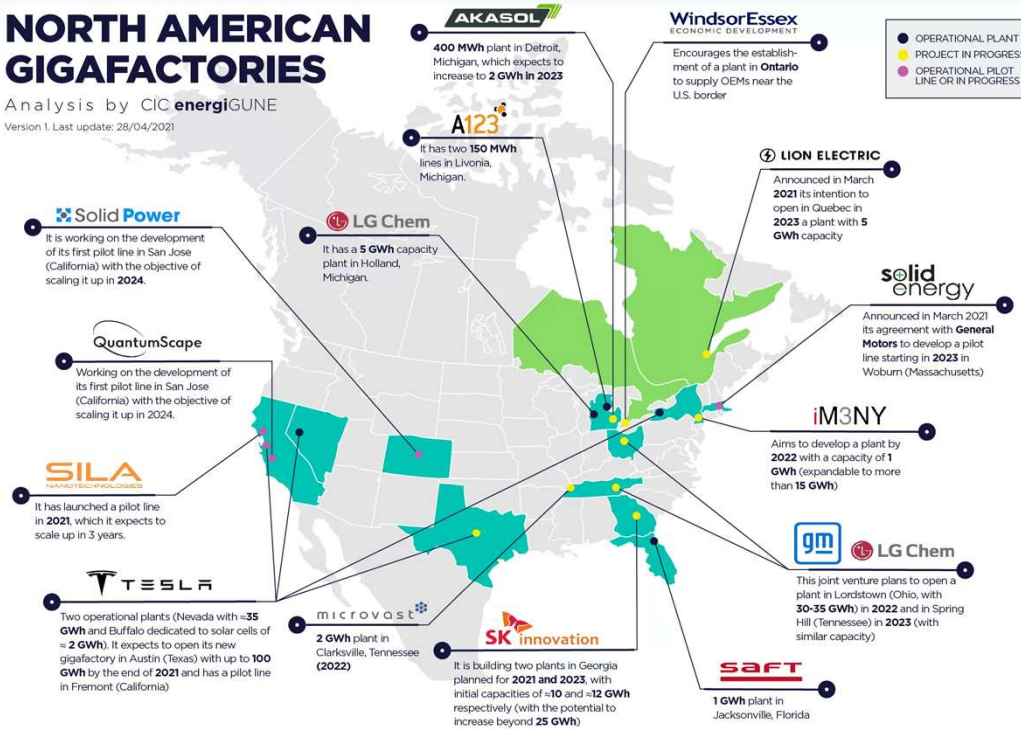 NORTH AMERICAN
GIGAFACTORIES
Analysis by CIC energiGUNE
Version 1. Last update: 28/04/2021
AKASOL
400 MWh plant in Detroit,
Michigan, which expects to
increase to 2 GWh in 2023
WindsorEssex
ECONOMIC DEVELOPMENT
Encourages the establish-
ment of a plant in Ontario
to supply OEMs near the
U.S. border
OPERATIONAL PLANT
PROJECT IN PROGRESS
OPERATIONAL PILOT
LINE OR IN PROGRESS
A123
It has two 150 MWh
lines in Livonia,
Michigan.
LION ELECTRIC
Announced in March
2021 its intention to
open in Quebec in
2023 a plant with 5
GWh capacity
Solid Power
It is working on the development
of its first pilot line in San Jose
(California) with the objective of
scaling it up in 2024.
LG Chem
It has a 5 GWh capacity
plant in Holland,
Michigan.
solid
energy
Announced in March 2021
its agreement with General
Motors to develop a pilot
line starting in 2023 in
Woburn (Massachusetts)
QuantumScape
Working on the development of
its first pilot line in San Jose
(California) with the objective of
scaling it up in 2024.
iM3NY
Aims to develop a plant by
2022 with a capacity of 1
GWh (expandable to more
than 15 GWh)
SILA
NANOTECHNOLOGIES
It has launched a pilot line
in 2021, which it expects to
scale up in 3 years.
gm
LG Chem
This joint venture plans to open a
plant in Lordstown (Ohio, with
30-35 GWh) in 2022 and in Spring
Hill (Tennessee) in 2023 (with
similar capacity)
TESLA
Two operational plants (Nevada with ≈35
GWh and Buffalo dedicated to solar cells of
≈ 2 GWh). It expects to open its new
gigafactory in Austin (Texas) with up to 100
GWh by the end of 2021 and has a pilot line
in Fremont (California)
microvast
2 GWh plant in
Clarksville, Tennessee
(2022)
SK innovation
It is building two plants in Georgia
planned for 2021 and 2023, with
initial capacities of ≈10 and ≈12 GWh
respectively (with the potential to
increase beyond 25 GWh)
saft
1 GWh plant in
Jacksonville, Florida